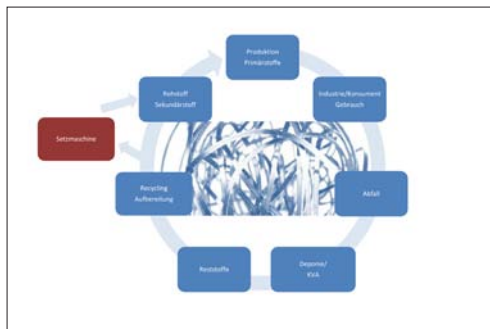 Produktion
Primärstoffe
Industrie/Konsument
Gebrauch
Abfall
Deponie/
KVA
Reststoffe
Recycling
Aufbereitung
Setzmaschine
Rohstoff
Sekundärstoff